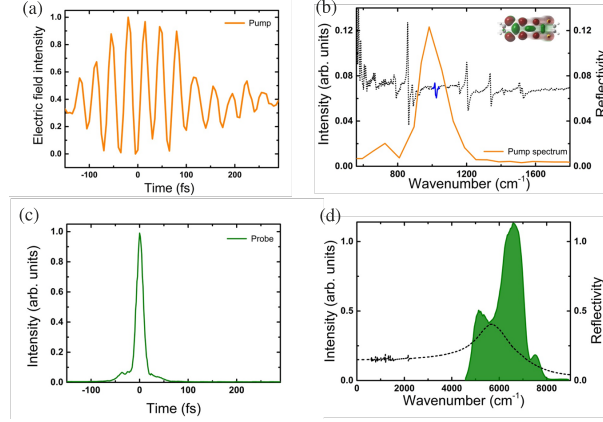 (a)
Electric field intensity
1.0
0.8
0.6
0.4
0.2
0.0
Pump
-100 0 100 200
Time (fs)
(b)
Intensity (arb. units)
0.12
0.08
0.04
0.00
Pump spectrum
0.12
0.08
0.04
0.00
Reflectivity
800 1200 1600
Wavenumber (cm-1)
(c)
Intensity (arb. units)
1.0
0.8
0.6
0.4
0.2
0.0
Probe
-100 0 100 200
Time (fs)
(d)
Intensity (arb. units)
1.0
0.5
0.0
1.0
0.5
0.0
Reflectivity
0 2000 4000 6000 8000
Wavenumber (cm-1)